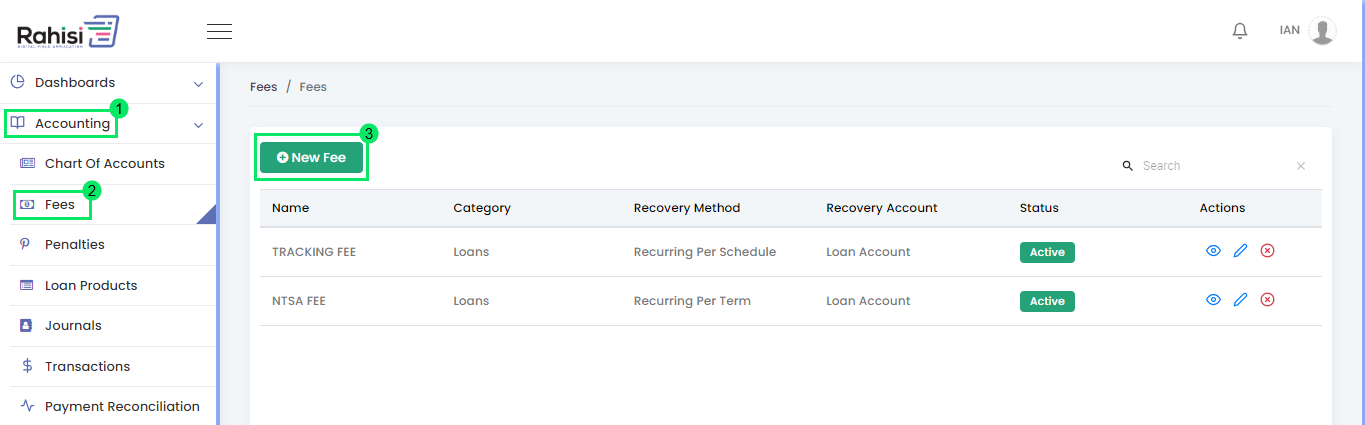 Rahisi
DIGITAL FIELD APPLICATION
IAN
Dashboards
Accounting
1
Chart Of Accounts
Fees
2
Penalties
Loan Products
Journals
Transactions
Payment Reconciliation
Fees / Fees
New Fee
3
Search
Name Category Recovery Method Recovery Account Status Actions
TRACKING FEE Loans Recurring Per Schedule Loan Account Active
NTSA FEE Loans Recurring Per Term Loan Account Active